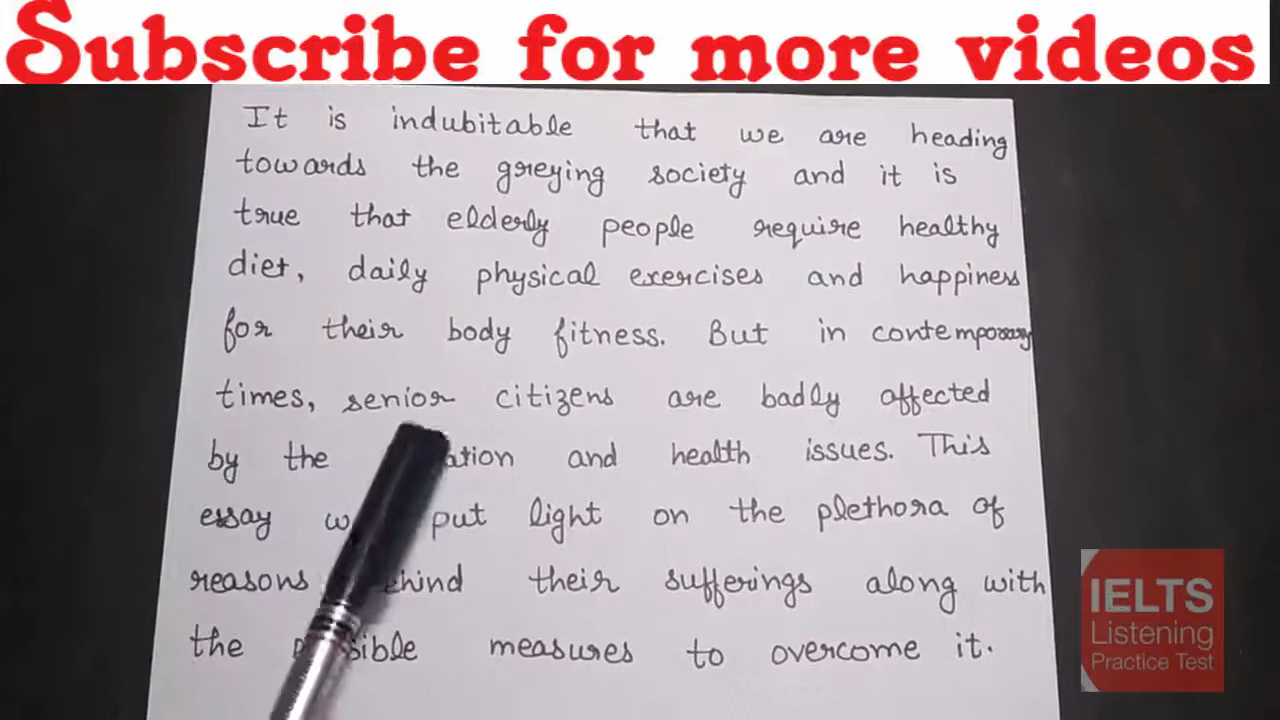 Subscribe for more videos
It is indubitable that we are heading
towards the greying society and it is
true that elderly people require healthy
diet, daily physical exercises and happiness
for their body fitness. But in contemporary
times, senior citizens are badly affected
by the and health issues. This
essay put light on the plethora of
reasons behind their sufferings along with
the measures to overcome it.
IELTS
Listening
Practice Test